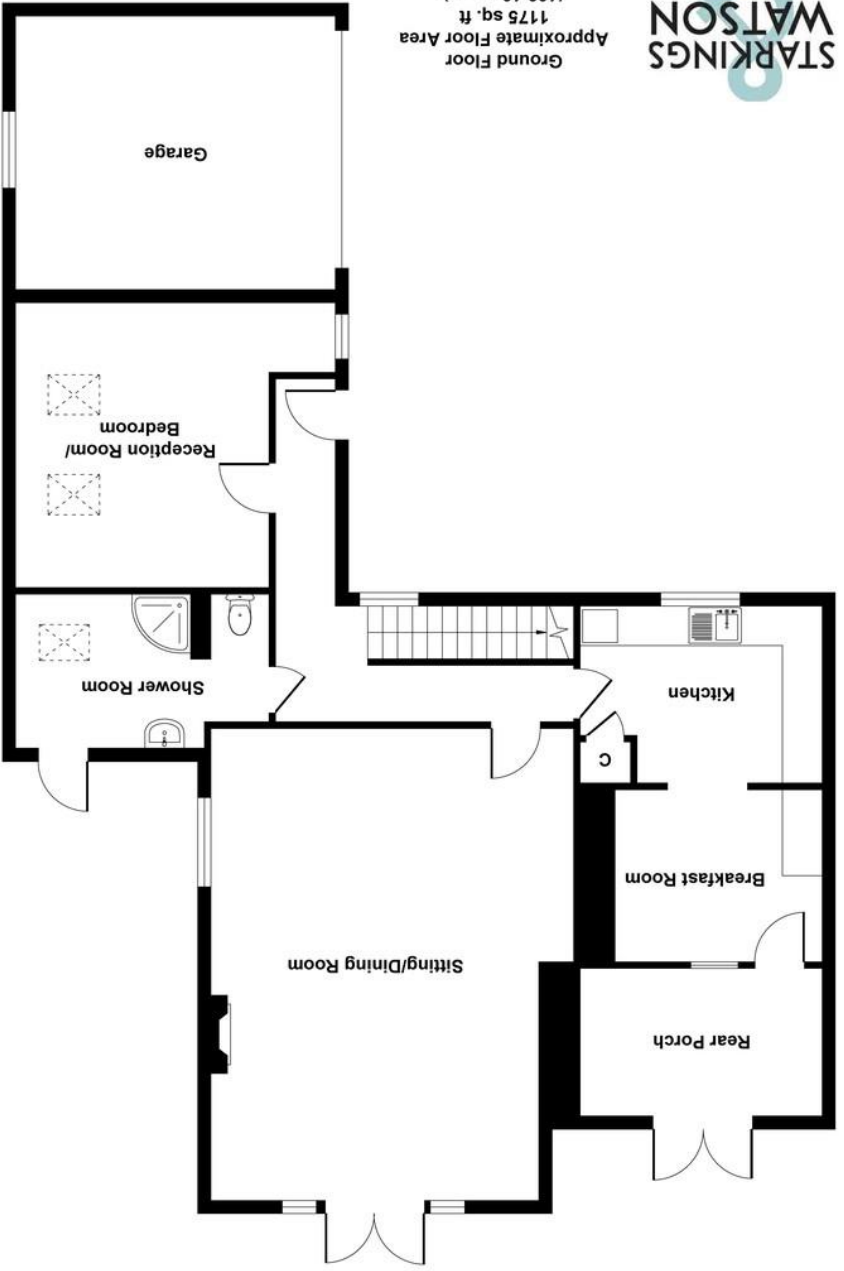 Rear Porch
Sitting/Dining Room
Breakfast Room
C
Kitchen
Shower Room
Reception Room/
Bedroom
Garage
STARKINGS
WATSON
Ground Floor
Approximate Floor Area
1175 sq. ft